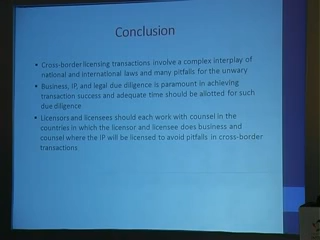 Conclusion
• Cross-border licensing transactions involve a complex interplay of
national and international laws and many pitfalls for the unwary
• Business, IP, and legal due diligence is paramount in achieving
transaction success and adequate time should be allotted for such
due diligence
• Licensors and licensees should each work with counsel in the
countries in which the licensor and licensee does business and
counsel where the IP will be licensed to avoid pitfalls in cross-border
transactions